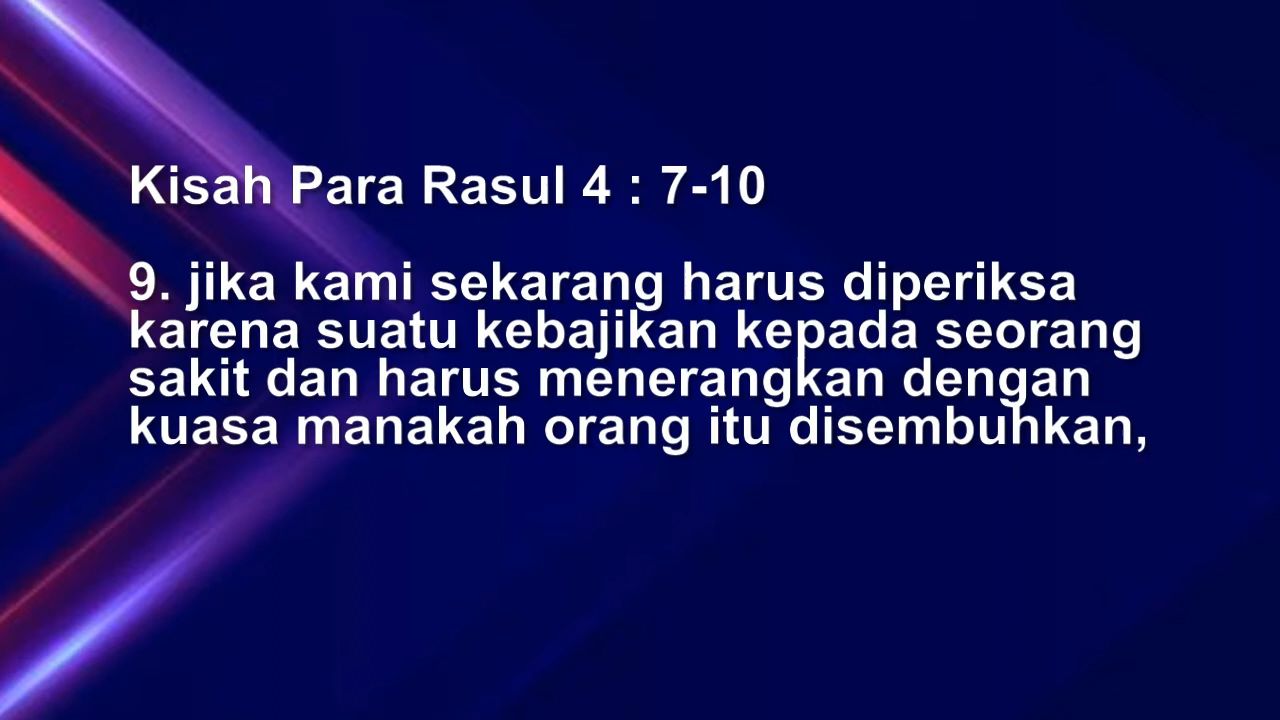 Kisah Para Rasul 4 : 7-10
9. jika kami sekarang harus diperiksa
karena suatu kebajikan kepada seorang
sakit dan harus menerangkan dengan
kuasa manakah orang itu disembuhkan,